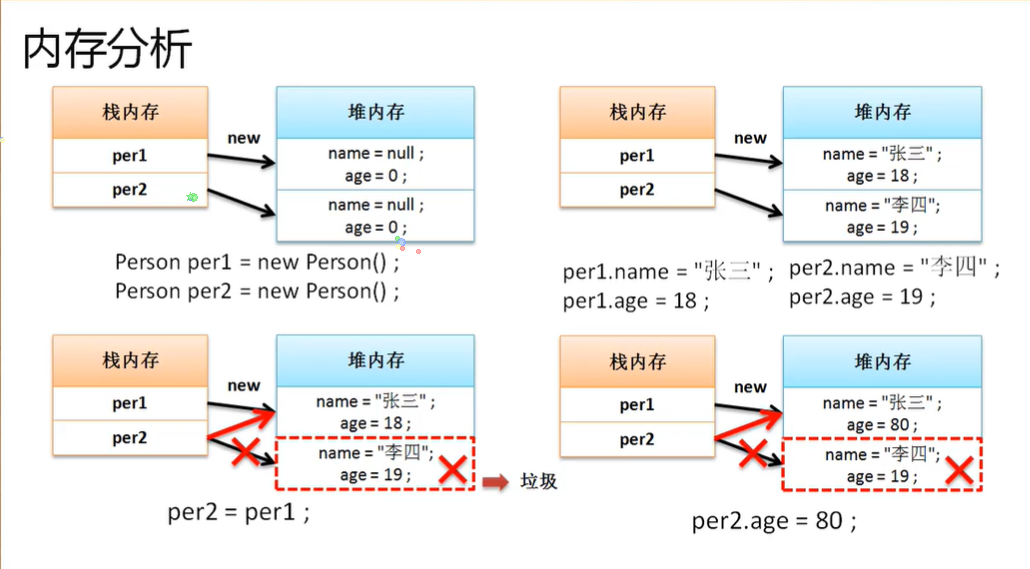 内存分析
栈内存
per1
per2
new
堆内存
name = null ;
age = 0 ;
name = null ;
age = 0 ;
Person per1 = new Person() ;
Person per2 = new Person() ;
栈内存
per1
per2
new
堆内存
name = "张三" ;
age = 18 ;
name = "李四";
age = 19 ;
per1.name = "张三" ;
per1.age = 18 ;
per2.name = "李四" ;
per2.age = 19 ;
栈内存
per1
per2
new
堆内存
name = "张三" ;
age = 18 ;
name = "李四";
age = 19 ;
垃圾
per2 = per1 ;
栈内存
per1
per2
new
堆内存
name = "张三" ;
age = 80 ;
name = "李四";
age = 19 ;
per2.age = 80 ;